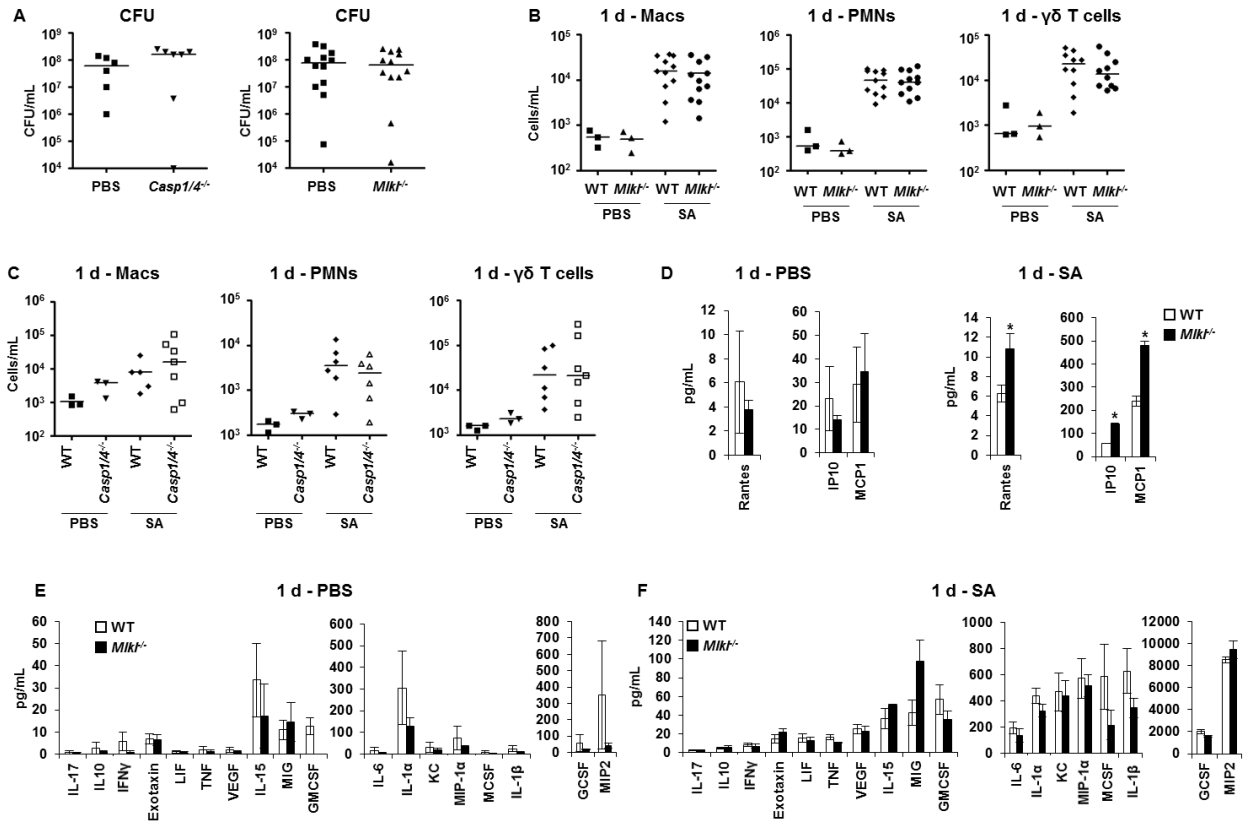 A
CFU
CFU/mL
10⁹
10⁸
10⁷
10⁶
10⁵
10⁴
PBS
Casp1/4-/-
CFU
CFU/mL
10⁹
10⁸
10⁷
10⁶
10⁵
10⁴
PBS
Mlkl-/-
B
1 d - Macs
Cells/mL
10⁵
10⁴
10³
10²
WT Mlkl-/- WT Mlkl-/-
PBS SA
1 d - PMNs
10⁶
10⁵
10⁴
10³
10²
WT Mlkl-/- WT Mlkl-/-
PBS SA
1 d - γδ T cells
10⁵
10⁴
10³
10²
WT Mlkl-/- WT Mlkl-/-
PBS SA
C
1 d - Macs
Cells/mL
10⁶
10⁵
10⁴
10³
10²
WT Casp1/4-/- WT Casp1/4-/-
PBS SA
1 d - PMNs
10⁵
10⁴
10³
10³
WT Casp1/4-/- WT Casp1/4-/-
PBS SA
1 d - γδ T cells
10⁶
10⁵
10⁴
10³
WT Casp1/4-/- WT Casp1/4-/-
PBS SA
D
1 d - PBS
pg/mL
12
10
8
6
4
2
0
Rantes
60
50
40
30
20
10
0
IP10 MCP1
1 d - SA
pg/mL
14
12
10
8
6
4
2
0
*
Rantes
600
500
400
300
200
100
0
* *
IP10 MCP1
WT
Mlkl-/-
E
1 d - PBS
pg/mL
60
50
40
30
20
10
0
WT
Mlkl-/-
IL-17 IL10 IFNγ Exotaxin LIF TNF VEGF IL-15 MIG GMCSF
600
500
400
300
200
100
0
IL-6 IL-1α KC MIP-1α MCSF IL-1β
800
700
600
500
400
300
200
100
0
GCSF MIP2
F
1 d - SA
pg/mL
140
120
100
80
60
40
20
0
WT
Mlkl-/-
IL-17 IL10 IFNγ Exotaxin LIF TNF VEGF IL-15 MIG GMCSF
1000
800
600
400
200
0
IL-6 IL-1α KC MIP-1α MCSF IL-1β
12000
10000
8000
6000
4000
2000
0
GCSF MIP2